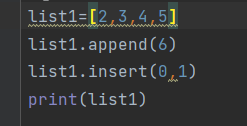 list1=[2,3,4,5]
list1.append(6)
list1.insert(0,1)
print(list1)